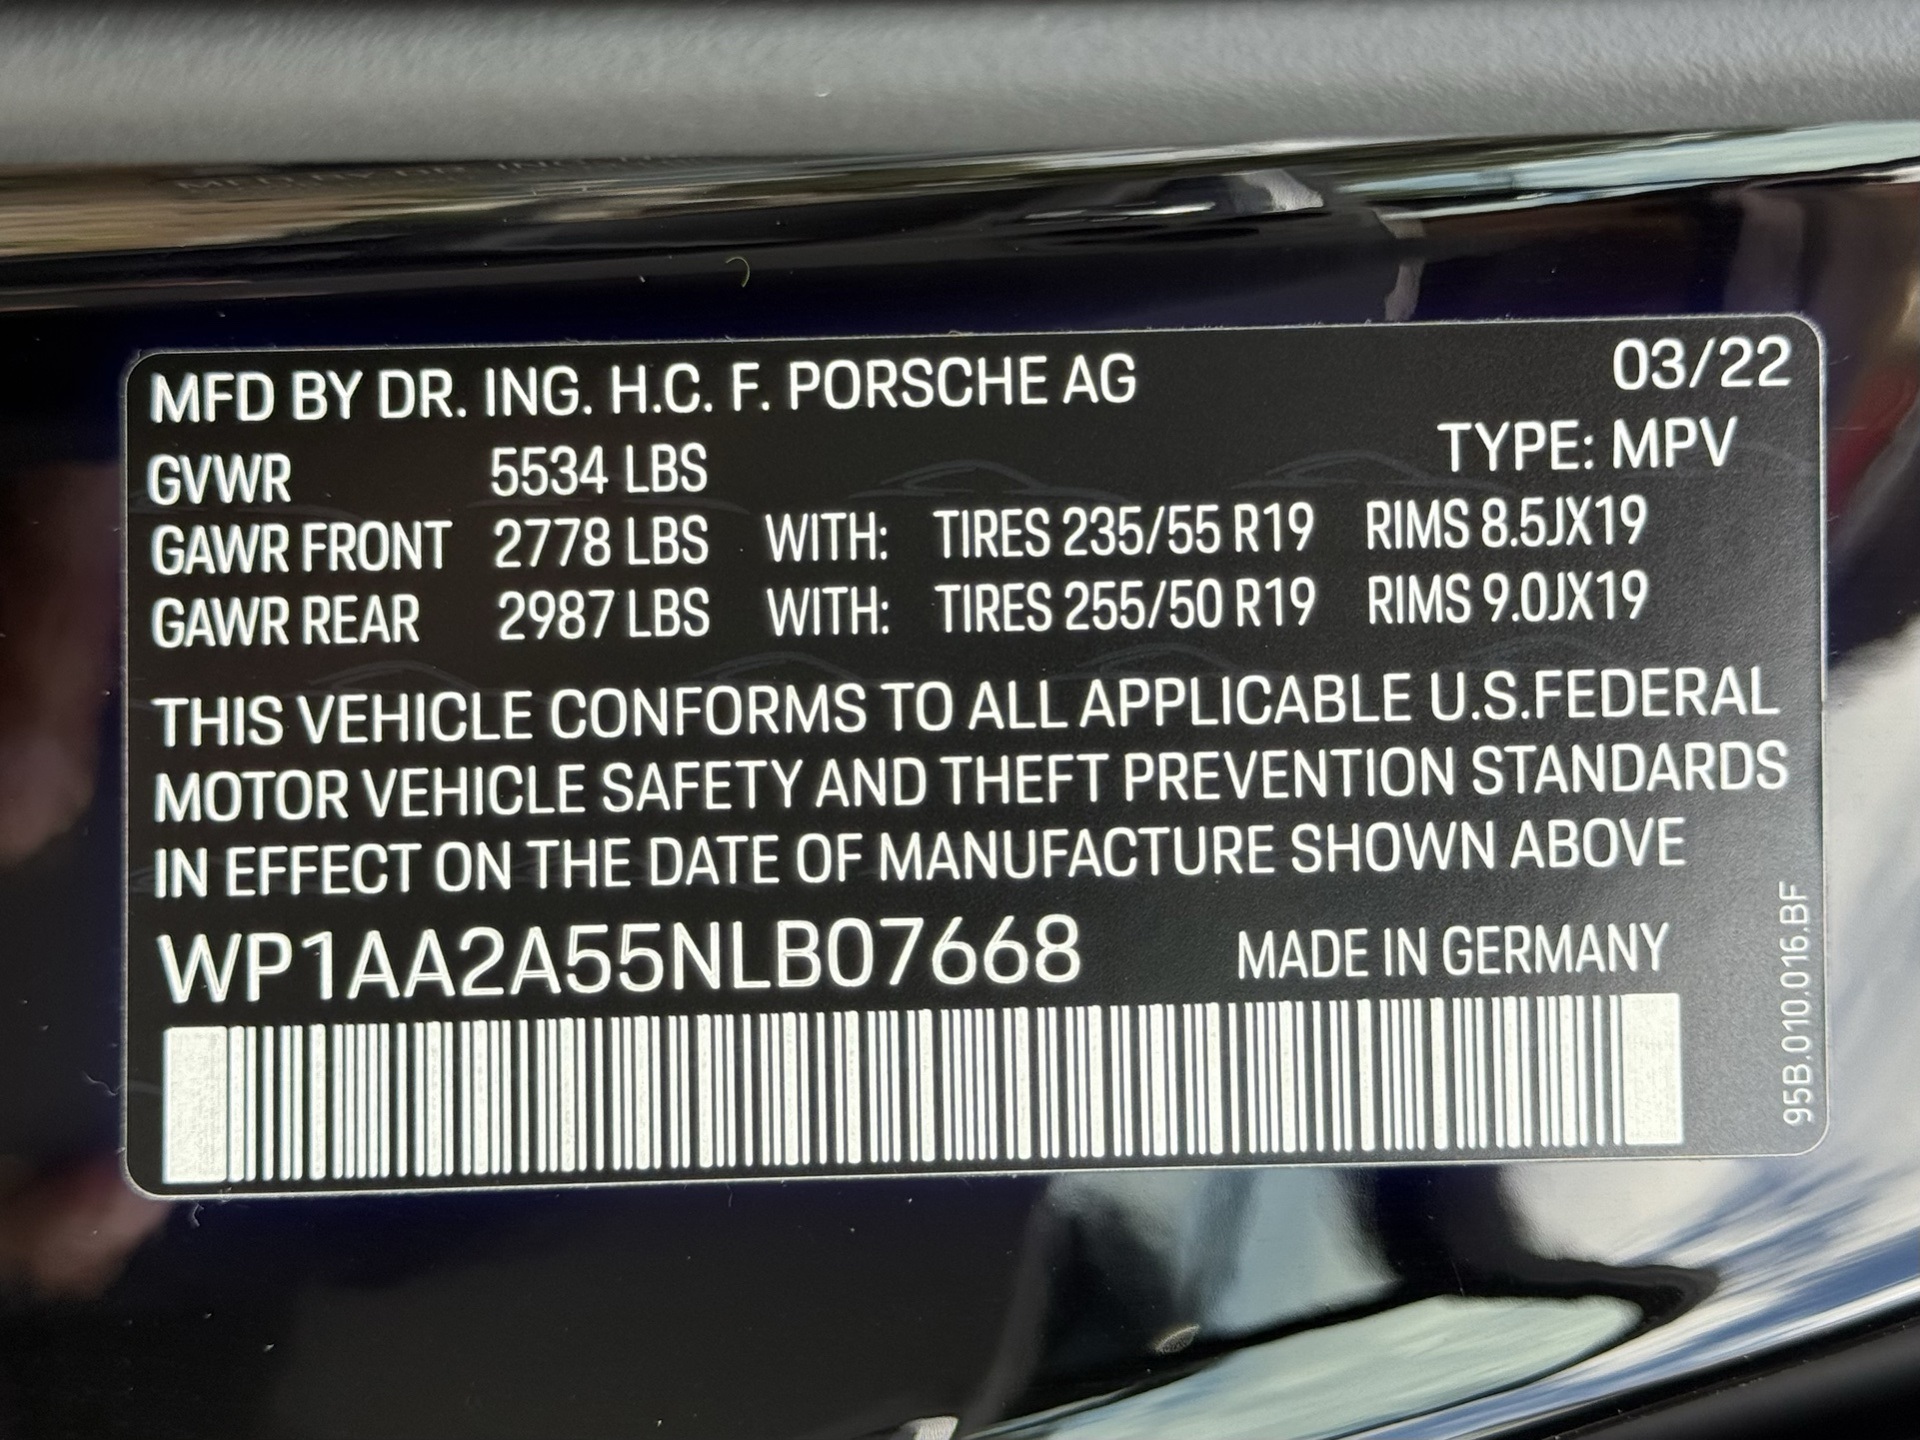 MFD BY DR. ING. H.C. F. PORSCHE AG 03/22
GVWR 5534 LBS TYPE: MPV
GAWR FRONT 2778 LBS WITH: TIRES 235/55 R19 RIMS 8.5JX19
GAWR REAR 2987 LBS WITH: TIRES 255/50 R19 RIMS 9.0JX19
THIS VEHICLE CONFORMS TO ALL APPLICABLE U.S.FEDERAL
MOTOR VEHICLE SAFETY AND THEFT PREVENTION STANDARDS
IN EFFECT ON THE DATE OF MANUFACTURE SHOWN ABOVE
WP1AA2A55NLB07668 MADE IN GERMANY
95B.010.016.BF